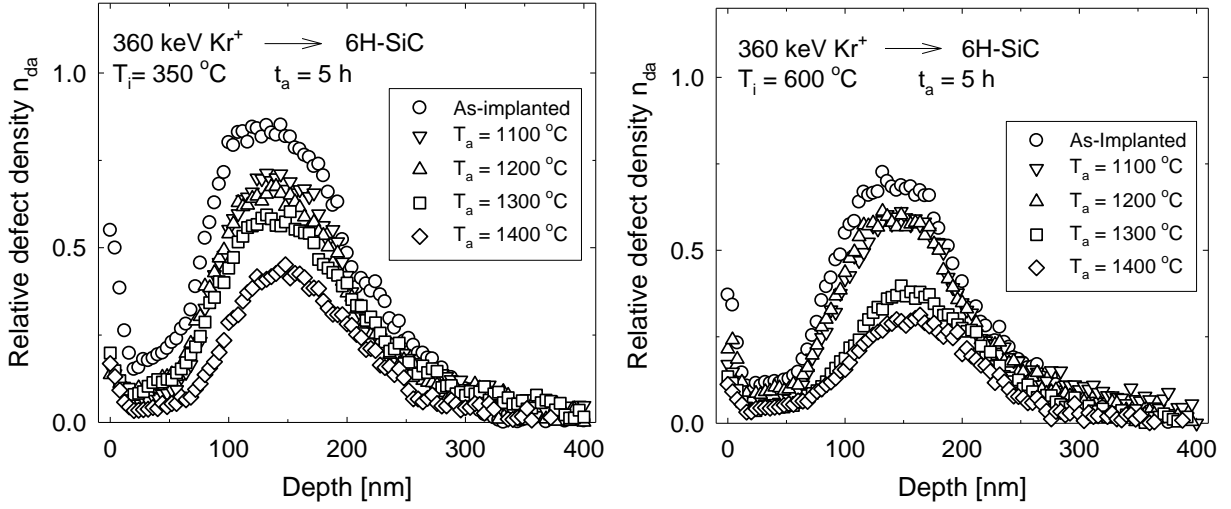 360 keV Kr⁺ → 6H-SiC
Tᵢ= 350 °C tₐ = 5 h
1.0
0.5
0.0
Relative defect density n_da
As-implanted
Tₐ = 1100 °C
Tₐ = 1200 °C
Tₐ = 1300 °C
Tₐ = 1400 °C
0 100 200 300 400
Depth [nm]
360 keV Kr⁺ → 6H-SiC
Tᵢ= 600 °C tₐ = 5 h
1.0
0.5
0.0
Relative defect density n_da
As-Implanted
Tₐ = 1100 °C
Tₐ = 1200 °C
Tₐ = 1300 °C
Tₐ = 1400 °C
0 100 200 300 400
Depth [nm]